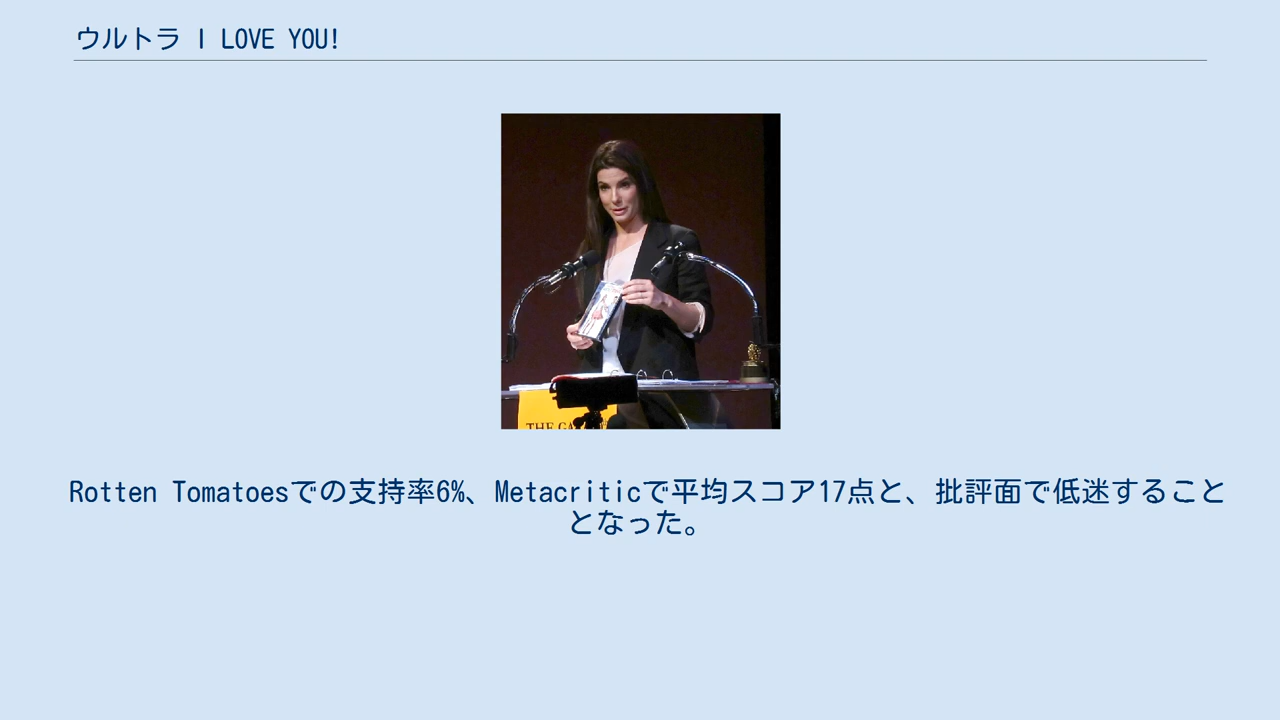 ウルトラ I LOVE YOU!
THE
Rotten Tomatoesでの支持率6%、Metacriticで平均スコア17点と、批評面で低迷すること
となった。